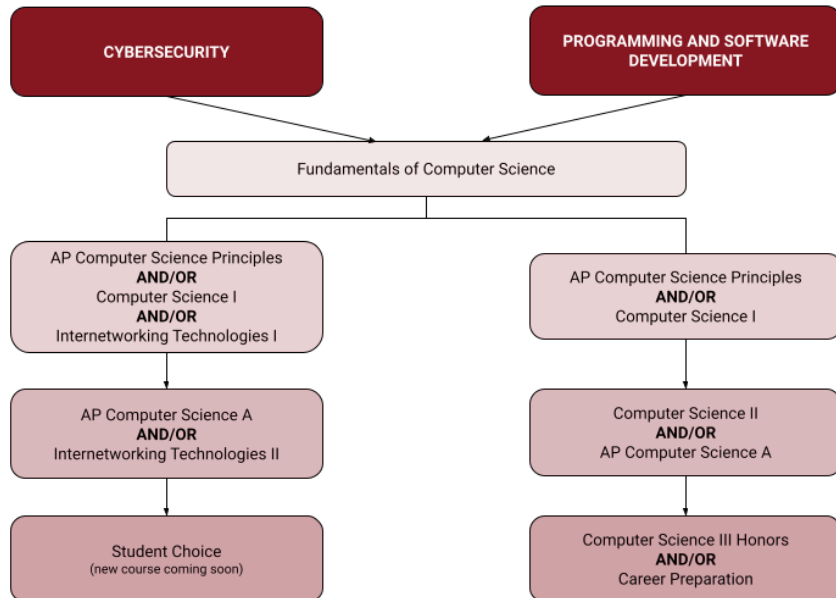 CYBERSECURITY
PROGRAMMING AND SOFTWARE
DEVELOPMENT
Fundamentals of Computer Science
AP Computer Science Principles
AND/OR
Computer Science I
AND/OR
Internetworking Technologies I
AP Computer Science Principles
AND/OR
Computer Science I
AP Computer Science A
AND/OR
Internetworking Technologies II
Computer Science II
AND/OR
AP Computer Science A
Student Choice
(new course coming soon)
Computer Science III Honors
AND/OR
Career Preparation